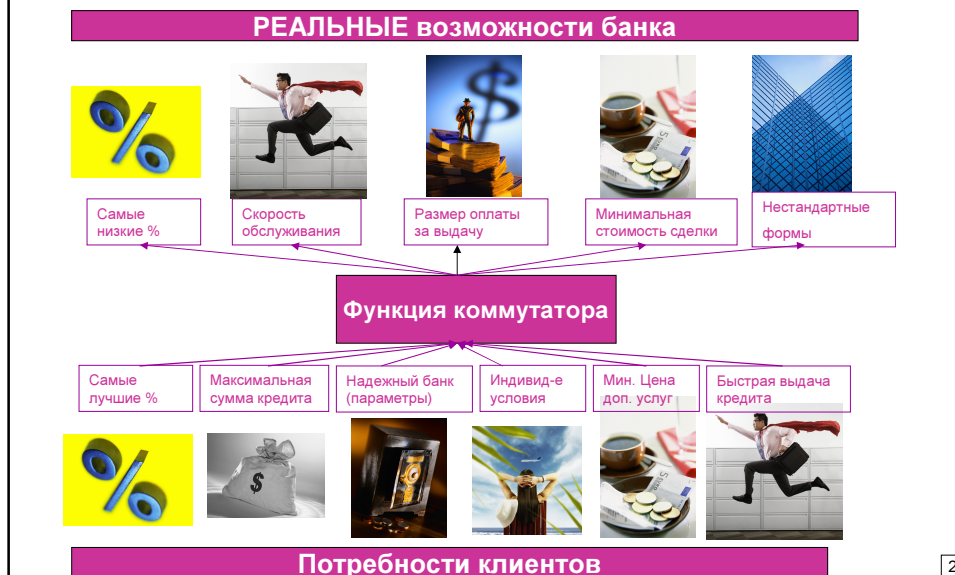 РЕАЛЬНЫЕ возможности банка
Самые
низкие %
Скорость
обслуживания
Размер оплаты
за выдачу
Минимальная
стоимость сделки
Нестандартные
формы
Функция коммутатора
Самые
лучшие %
Максимальная
сумма кредита
Надежный банк
(параметры)
Индивид-е
условия
Мин. Цена
доп. услуг
Быстрая выдача
кредита
Потребности клиентов
2